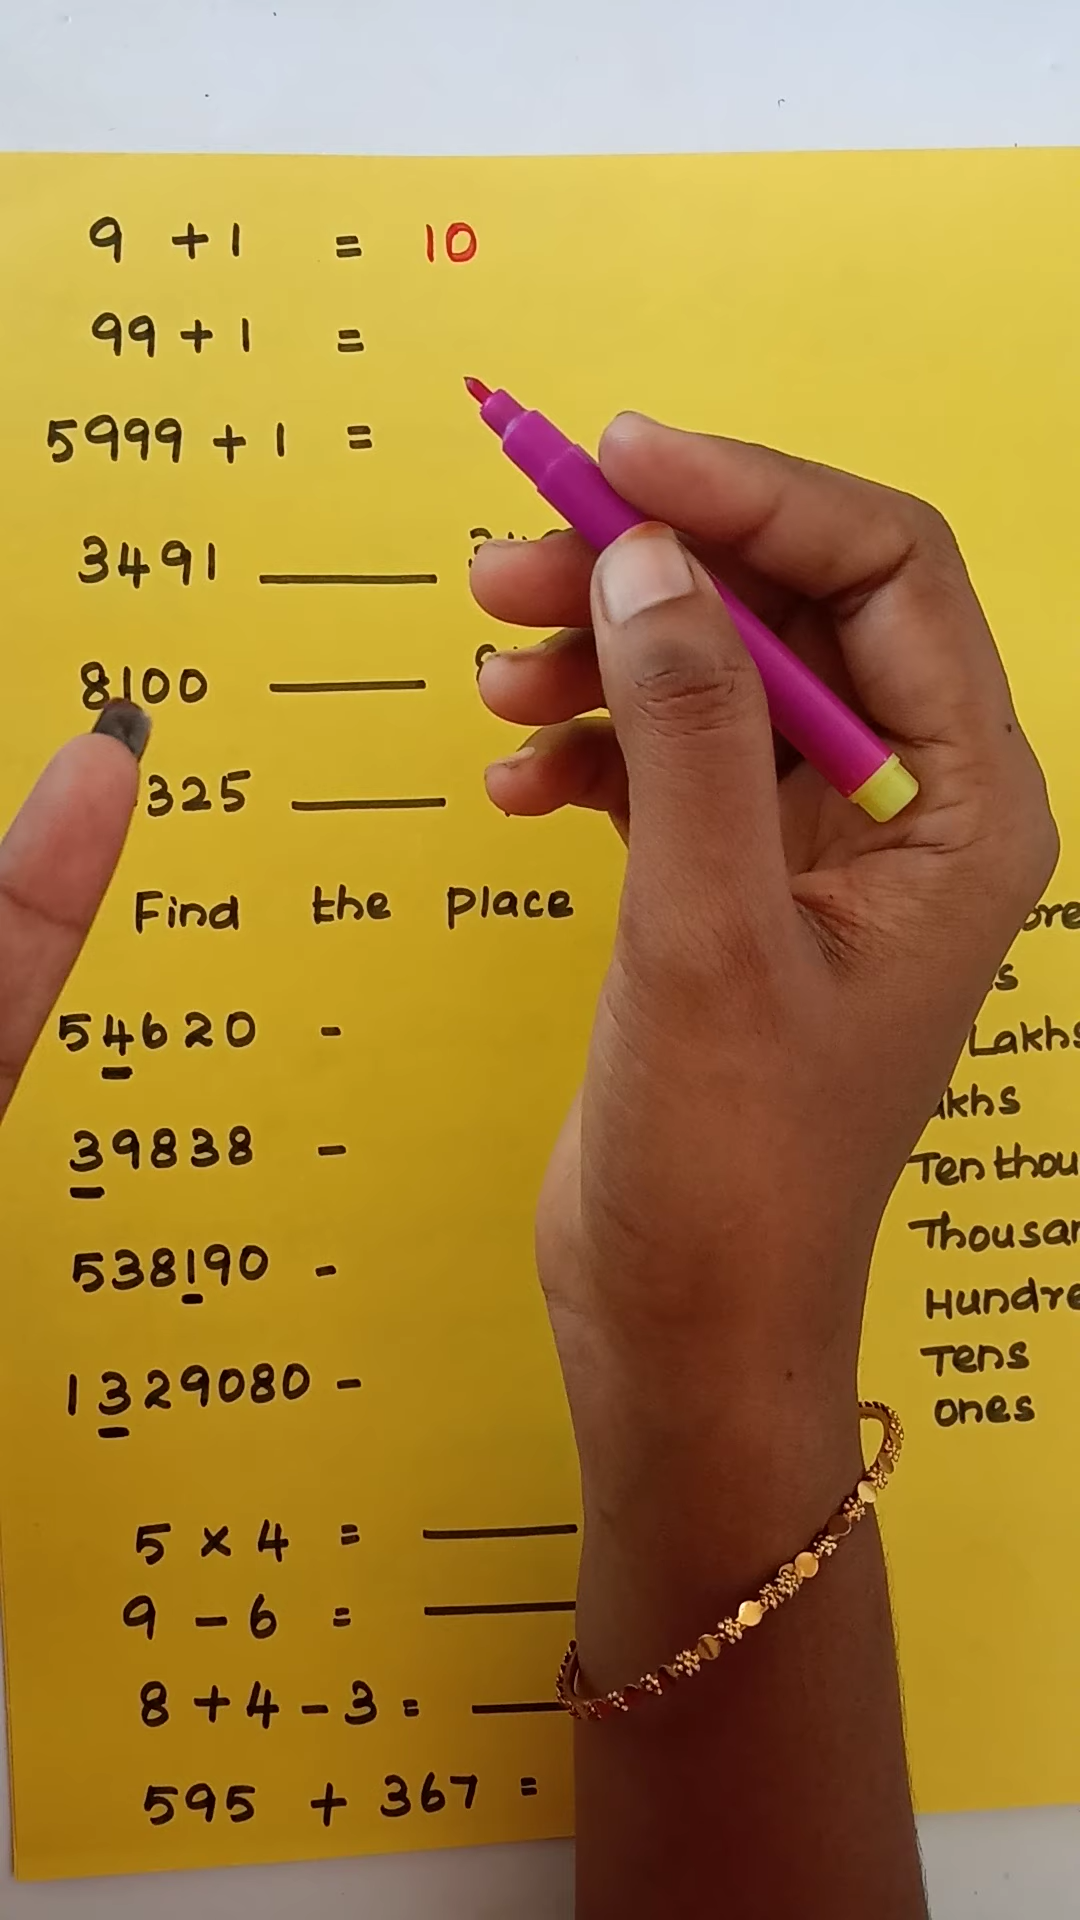 9 + 1 = 10
99 + 1 =
5999 + 1 =
3491 ______
8100 ______
325 ______
Find the place
54620 -
39838 -
538190 -
1329080 -
Lakhs
Ten thou
Thousan
Hundre
Tens
ones
5 × 4 = ______
9 - 6 = ______
8 + 4 - 3 = ______
595 + 367 =